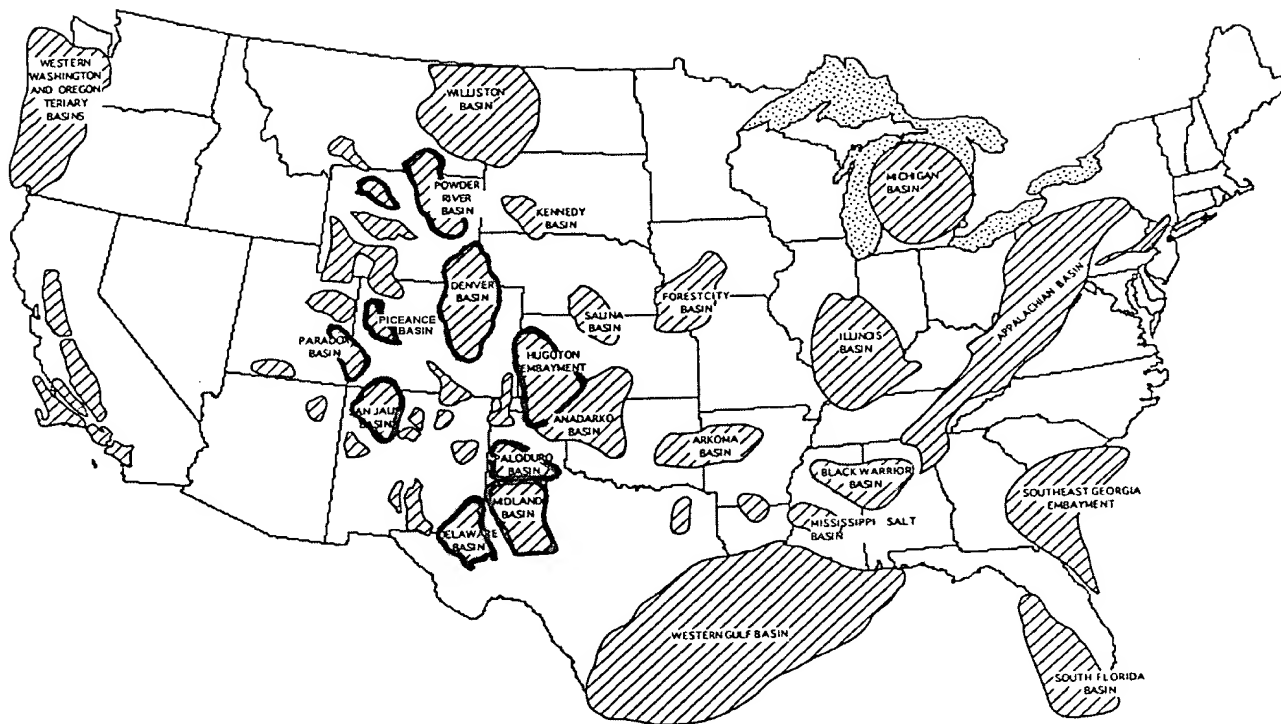 WESTERN
WASHINGTON
AND OREGON
TERIARY
BASINS
WILLISTON
BASIN
MICHIGAN
BASIN
POWDER
RIVER
BASIN
KENNEDY
BASIN
DENVER
BASIN
FOREST CITY
BASIN
SALINA
BASIN
PICEANCE
BASIN
PARADOX
BASIN
ILLINOIS
BASIN
APPALACHIAN BASIN
HUGOTON
EMBAYMENT
SAN JAUN
BASIN
ANADARKO
BASIN
ARKOMA
BASIN
PALODURO
BASIN
BLACK WARRIOR
BASIN
MIDLAND
BASIN
SOUTHEAST GEORGIA
EMBAYMENT
MISSISSIPPI SALT
BASIN
DELAWARE
BASIN
WESTERN GULF BASIN
SOUTH FLORIDA
BASIN